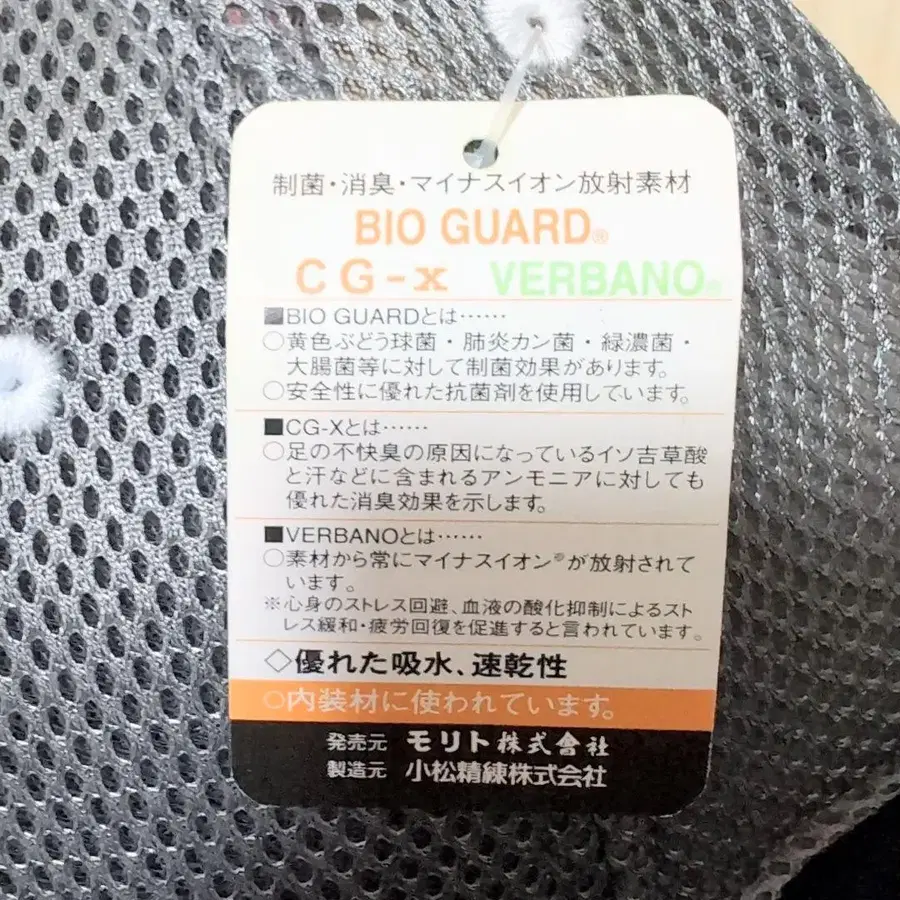 制菌・消臭・マイナスイオン放射素材
BIO GUARD®
CG-x VERBANO®
■BIO GUARDとは……
○黄色ぶどう球菌・肺炎カン菌・緑濃菌・
大腸菌等に対して制菌効果があります。
○安全性に優れた抗菌剤を使用しています。
■CG-Xとは……
○足の不快臭の原因になっているイソ吉草酸
と汗などに含まれるアンモニアに対しても
優れた消臭効果を示します。
■VERBANOとは……
○素材から常にマイナスイオン®が放射されて
います。
※心身のストレス回避、血液の酸化抑制によるスト
レス緩和・疲労回復を促進すると言われています。
◇優れた吸水、速乾性
○内装材に使われています。
発売元 モリト株式會社
製造元 小松精練株式会社